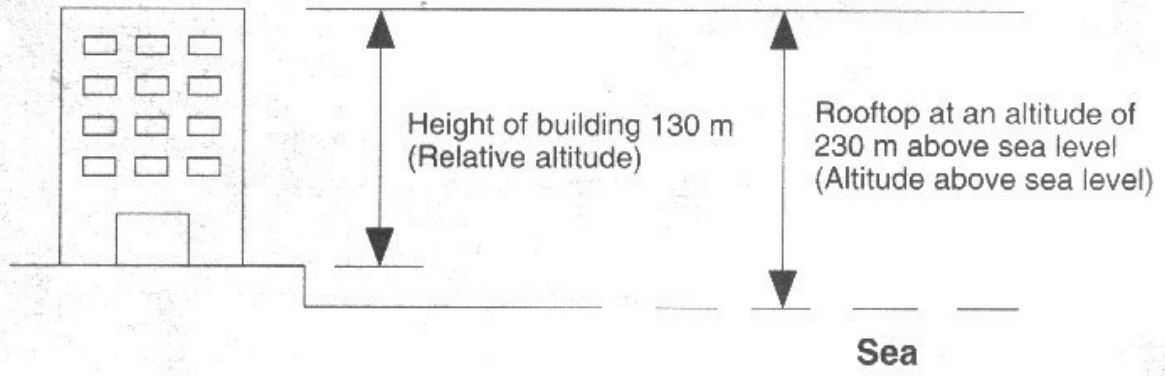 Height of building 130 m
(Relative altitude)
Rooftop at an altitude of
230 m above sea level
(Altitude above sea level)
Sea